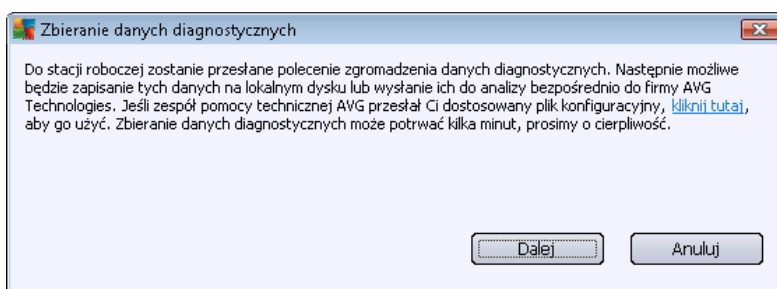 Zbieranie danych diagnostycznych
Do stacji roboczej zostanie przesłane polecenie zgromadzenia danych diagnostycznych. Następnie możliwe
będzie zapisanie tych danych na lokalnym dysku lub wysłanie ich do analizy bezpośrednio do firmy AVG
Technologies. Jeśli zespół pomocy technicznej AVG przesłał Ci dostosowany plik konfiguracyjny, kliknij tutaj,
aby go użyć. Zbieranie danych diagnostycznych może potrwać kilka minut, prosimy o cierpliwość.
Dalej
Anuluj